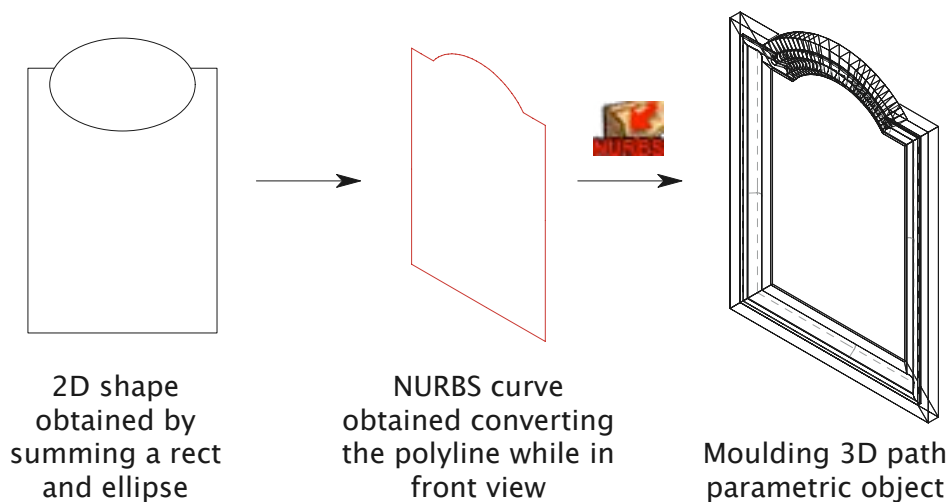 NURBS
2D shape
obtained by
summing a rect
and ellipse
NURBS curve
obtained converting
the polyline while in
front view
Moulding 3D path
parametric object